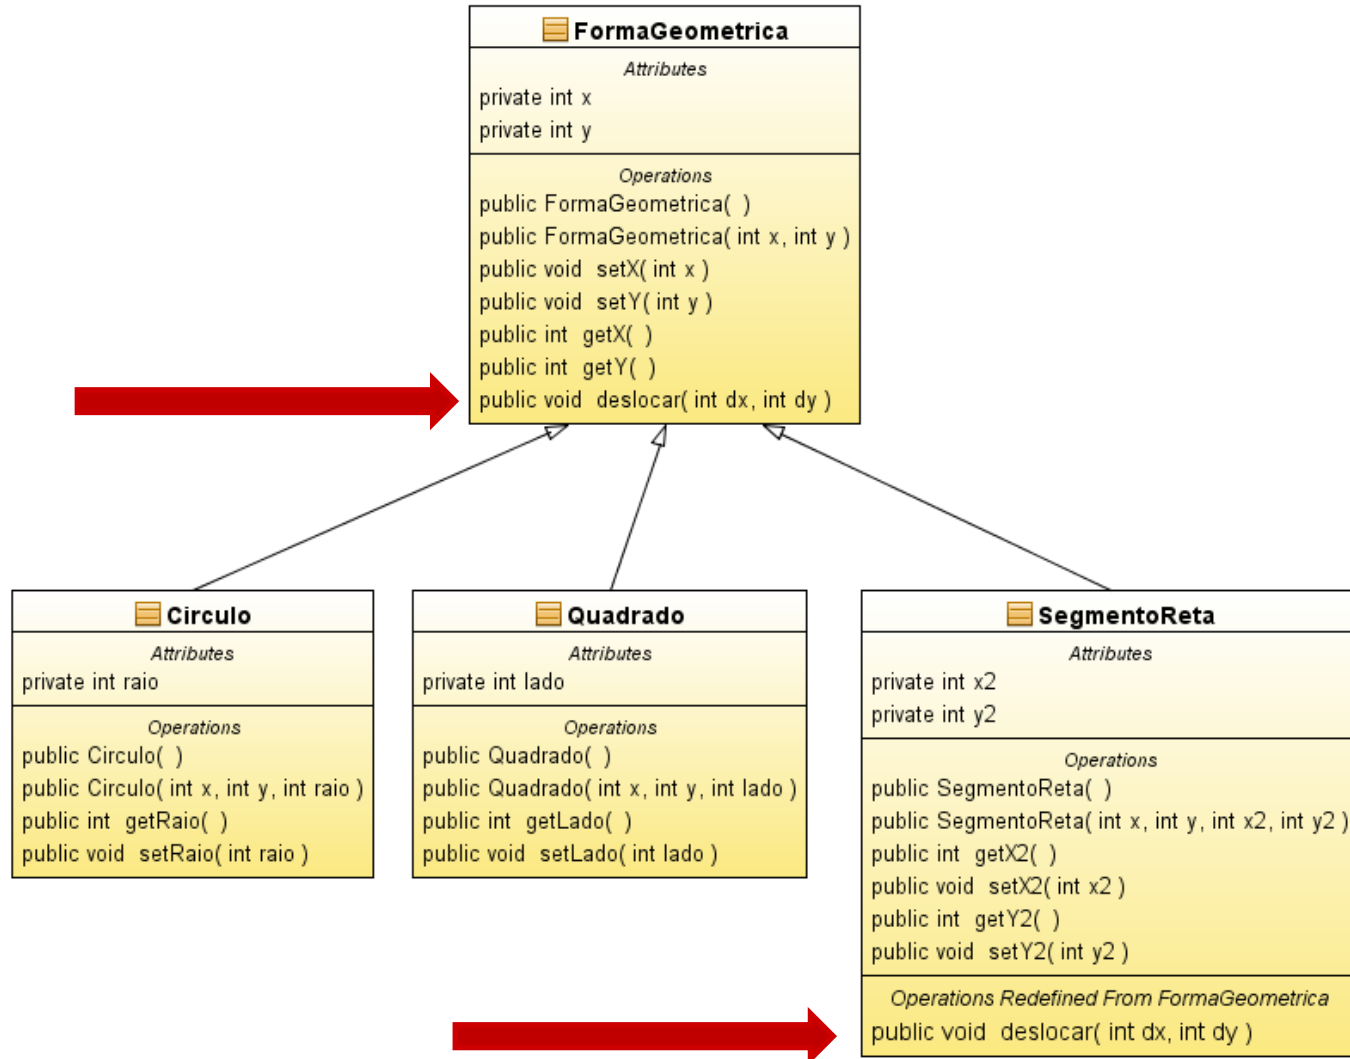 FormaGeometrica
Attributes
private int x
private int y
Operations
public FormaGeometrica( )
public FormaGeometrica( int x, int y )
public void setX( int x )
public void setY( int y )
public int getX( )
public int getY( )
public void deslocar( int dx, int dy )
Circulo
Attributes
private int raio
Operations
public Circulo( )
public Circulo( int x, int y, int raio )
public int getRaio( )
public void setRaio( int raio )
Quadrado
Attributes
private int lado
Operations
public Quadrado( )
public Quadrado( int x, int y, int lado )
public int getLado( )
public void setLado( int lado )
SegmentoReta
Attributes
private int x2
private int y2
Operations
public SegmentoReta( )
public SegmentoReta( int x, int y, int x2, int y2 )
public int getX2( )
public void setX2( int x2 )
public int getY2( )
public void setY2( int y2 )
Operations Redefined From FormaGeometrica
public void deslocar( int dx, int dy )